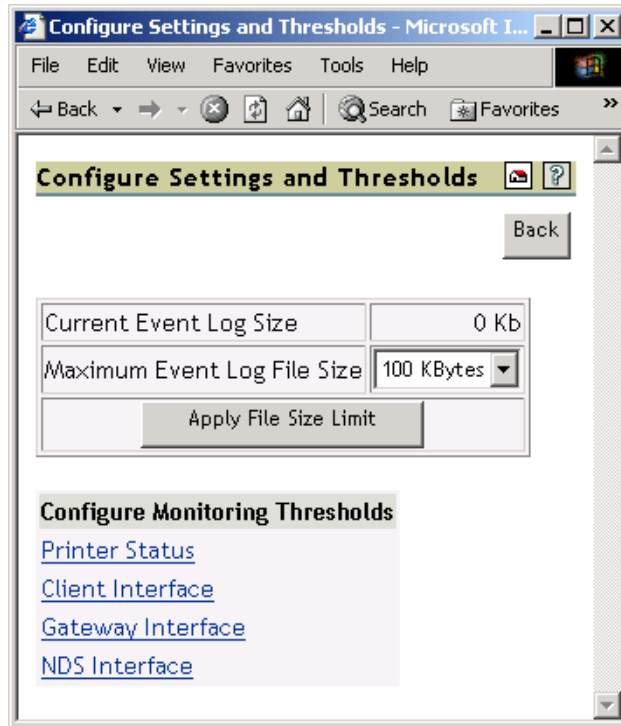 Configure Settings and Thresholds - Microsoft I...
File Edit View Favorites Tools Help
Back Search Favorites »
Configure Settings and Thresholds ?
Back
Current Event Log Size 0 Kb
Maximum Event Log File Size 100 KBytes
Apply File Size Limit
Configure Monitoring Thresholds
Printer Status
Client Interface
Gateway Interface
NDS Interface